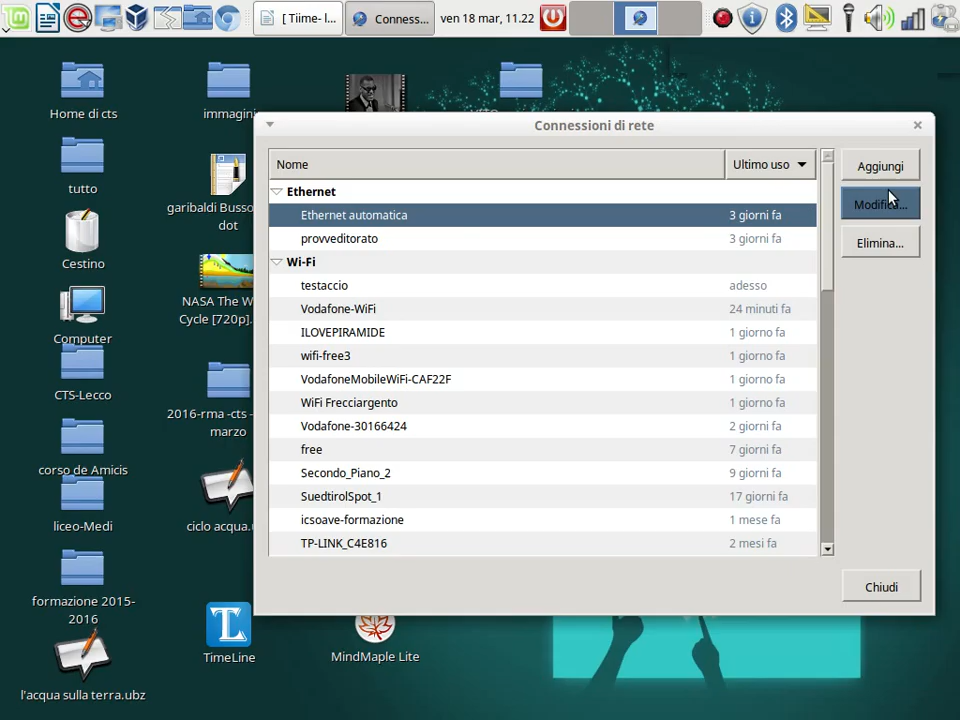 [ Tiime- l...
Conness...
ven 18 mar, 11.22
Home di cts
immagini
tutto
garibaldi Busso
dot
Cestino
NASA The W
Cycle [720p].
Computer
CTS-Lecco
2016-rma -cts -
marzo
corso de Amicis
liceo-Medi
ciclo acqua.
formazione 2015-
2016
TimeLine
MindMaple Lite
l'acqua sulla terra.ubz
Connessioni di rete
Nome
Ultimo uso
Ethernet
Ethernet automatica
3 giorni fa
provveditorato
3 giorni fa
Wi-Fi
testaccio
adesso
Vodafone-WiFi
24 minuti fa
ILOVEPIRAMIDE
1 giorno fa
wifi-free3
1 giorno fa
VodafoneMobileWiFi-CAF22F
1 giorno fa
WiFi Frecciargento
1 giorno fa
Vodafone-30166424
2 giorni fa
free
7 giorni fa
Secondo_Piano_2
9 giorni fa
SuedtirolSpot_1
17 giorni fa
icsoave-formazione
1 mese fa
TP-LINK_C4E816
2 mesi fa
Aggiungi
Modifica...
Elimina...
Chiudi